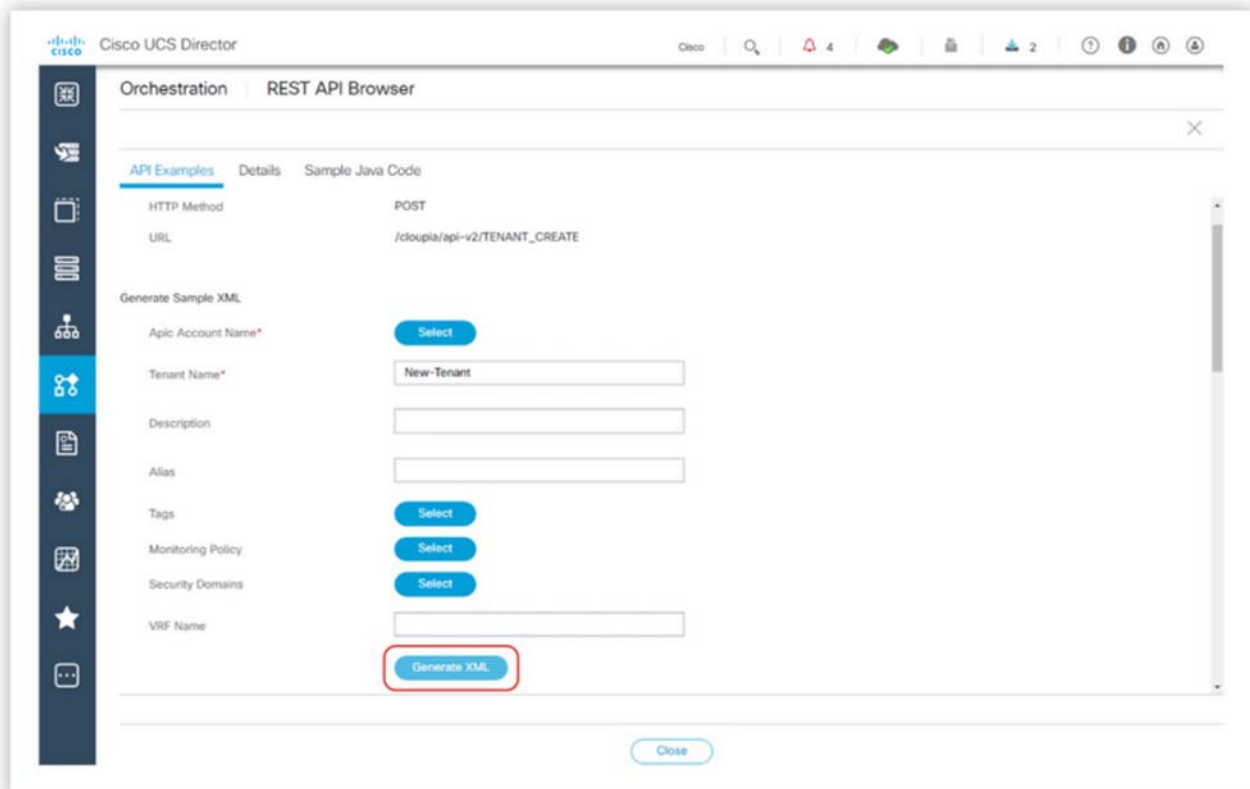 CISCO Cisco UCS Director Cisco 4 2 ? i
Orchestration REST API Browser
API Examples Details Sample Java Code
HTTP Method POST
URL /cloupia/api-v2/TENANT_CREATE
Generate Sample XML
Apic Account Name* Select
Tenant Name* New-Tenant
Description
Alias
Tags Select
Monitoring Policy Select
Security Domains Select
VRF Name
Generate XML
Close